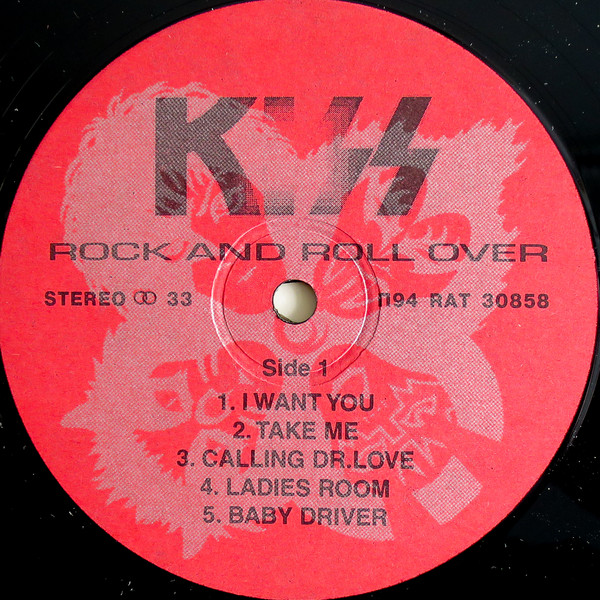 KISS
ROCK AND ROLL OVER
STEREO 33
П94 RAT 30858
Side 1
1. I WANT YOU
2. TAKE ME
3. CALLING DR.LOVE
4. LADIES ROOM
5. BABY DRIVER